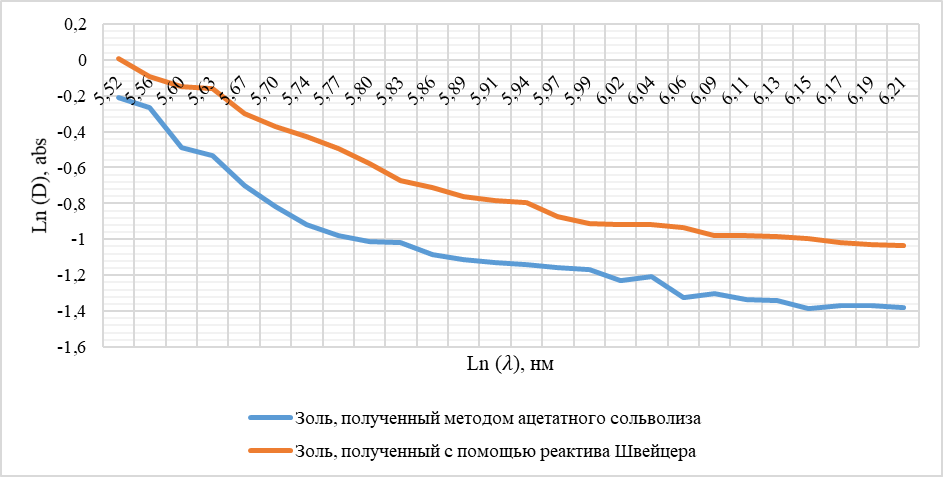 0,2
0
-0,2
-0,4
-0,6
-0,8
-1
-1,2
-1,4
-1,6
Ln (D), abs
5,52 5,56 5,60 5,63 5,67 5,70 5,74 5,77 5,80 5,83 5,86 5,89 5,91 5,94 5,97 5,99 6,02 6,04 6,06 6,09 6,11 6,13 6,15 6,17 6,19 6,21
Ln (𝜆), нм
Золь, полученный методом ацетатного сольволиза
Золь, полученный с помощью реактива Швейцера